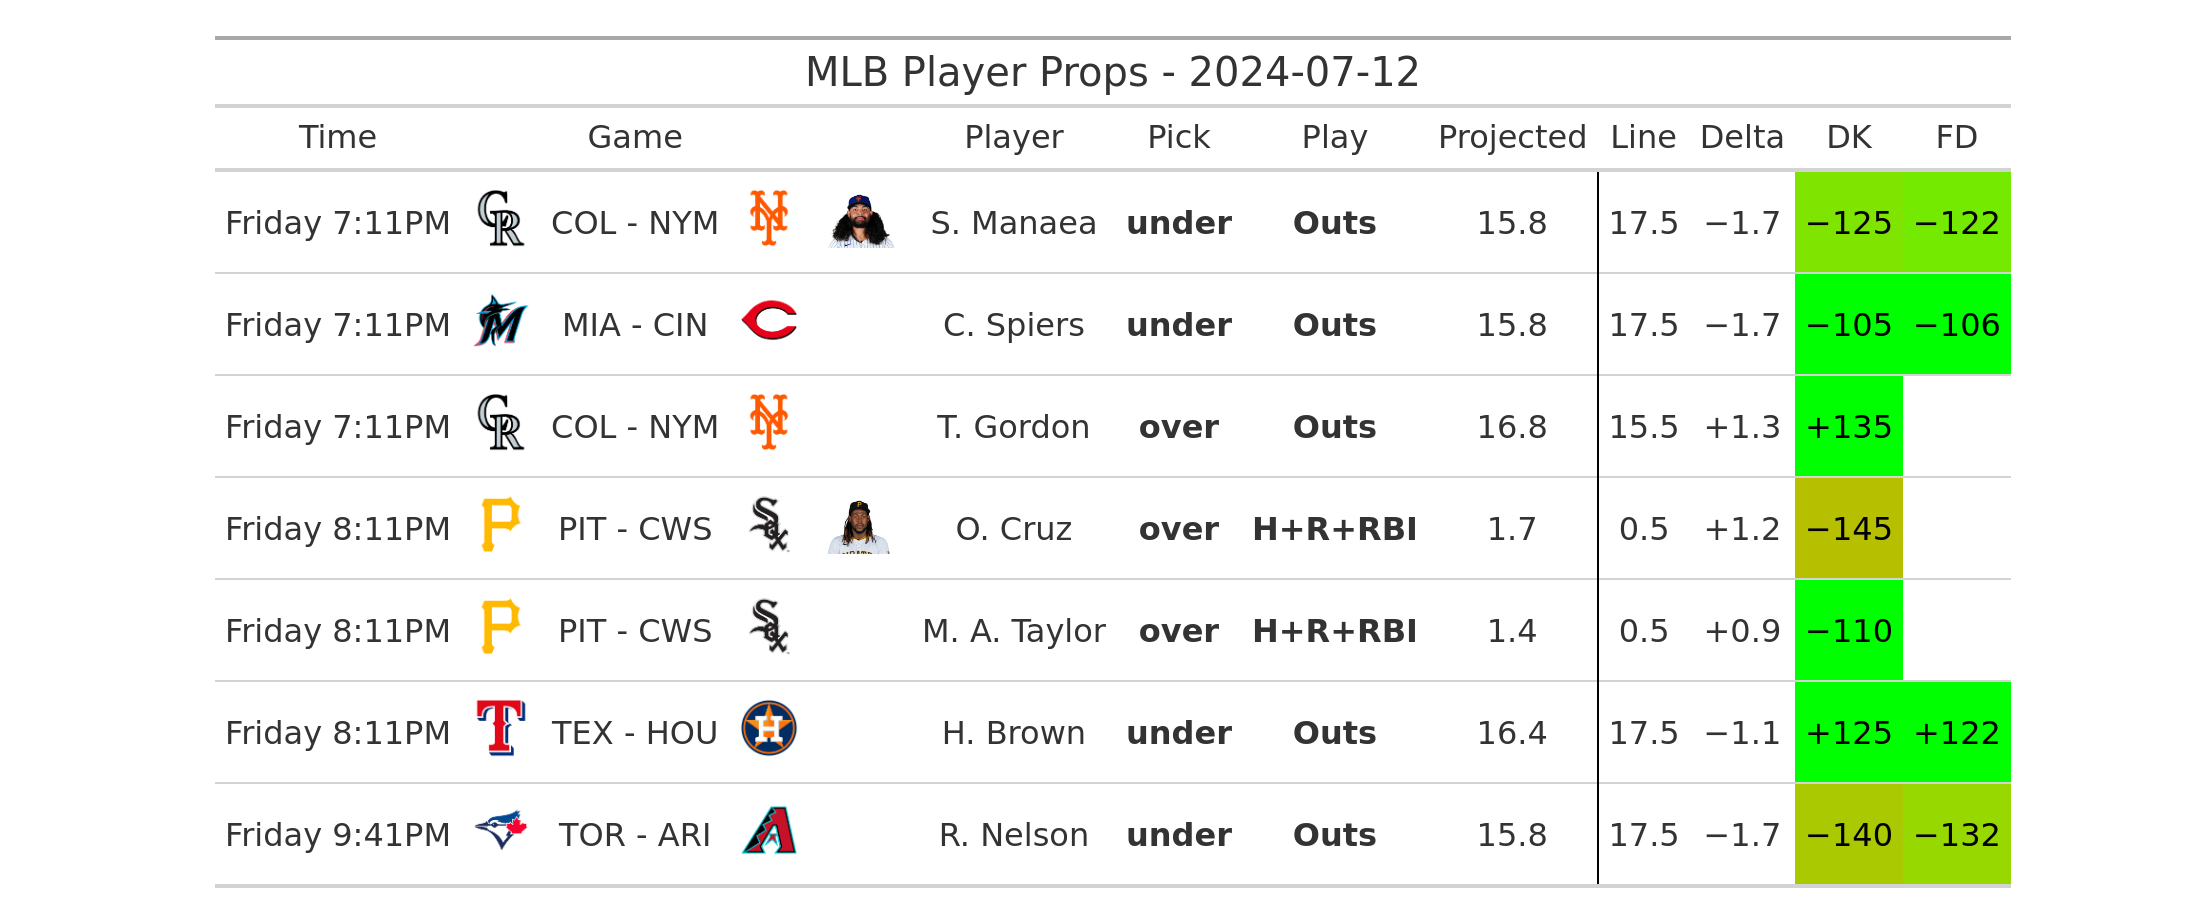 MLB Player Props - 2024-07-12
Time Game Player Pick Play Projected Line Delta DK FD
Friday 7:11PM COL - NYM S. Manaea under Outs 15.8 17.5 −1.7 −125 −122
Friday 7:11PM MIA - CIN C. Spiers under Outs 15.8 17.5 −1.7 −105 −106
Friday 7:11PM COL - NYM T. Gordon over Outs 16.8 15.5 +1.3 +135
Friday 8:11PM PIT - CWS O. Cruz over H+R+RBI 1.7 0.5 +1.2 −145
Friday 8:11PM PIT - CWS M. A. Taylor over H+R+RBI 1.4 0.5 +0.9 −110
Friday 8:11PM TEX - HOU H. Brown under Outs 16.4 17.5 −1.1 +125 +122
Friday 9:41PM TOR - ARI R. Nelson under Outs 15.8 17.5 −1.7 −140 −132